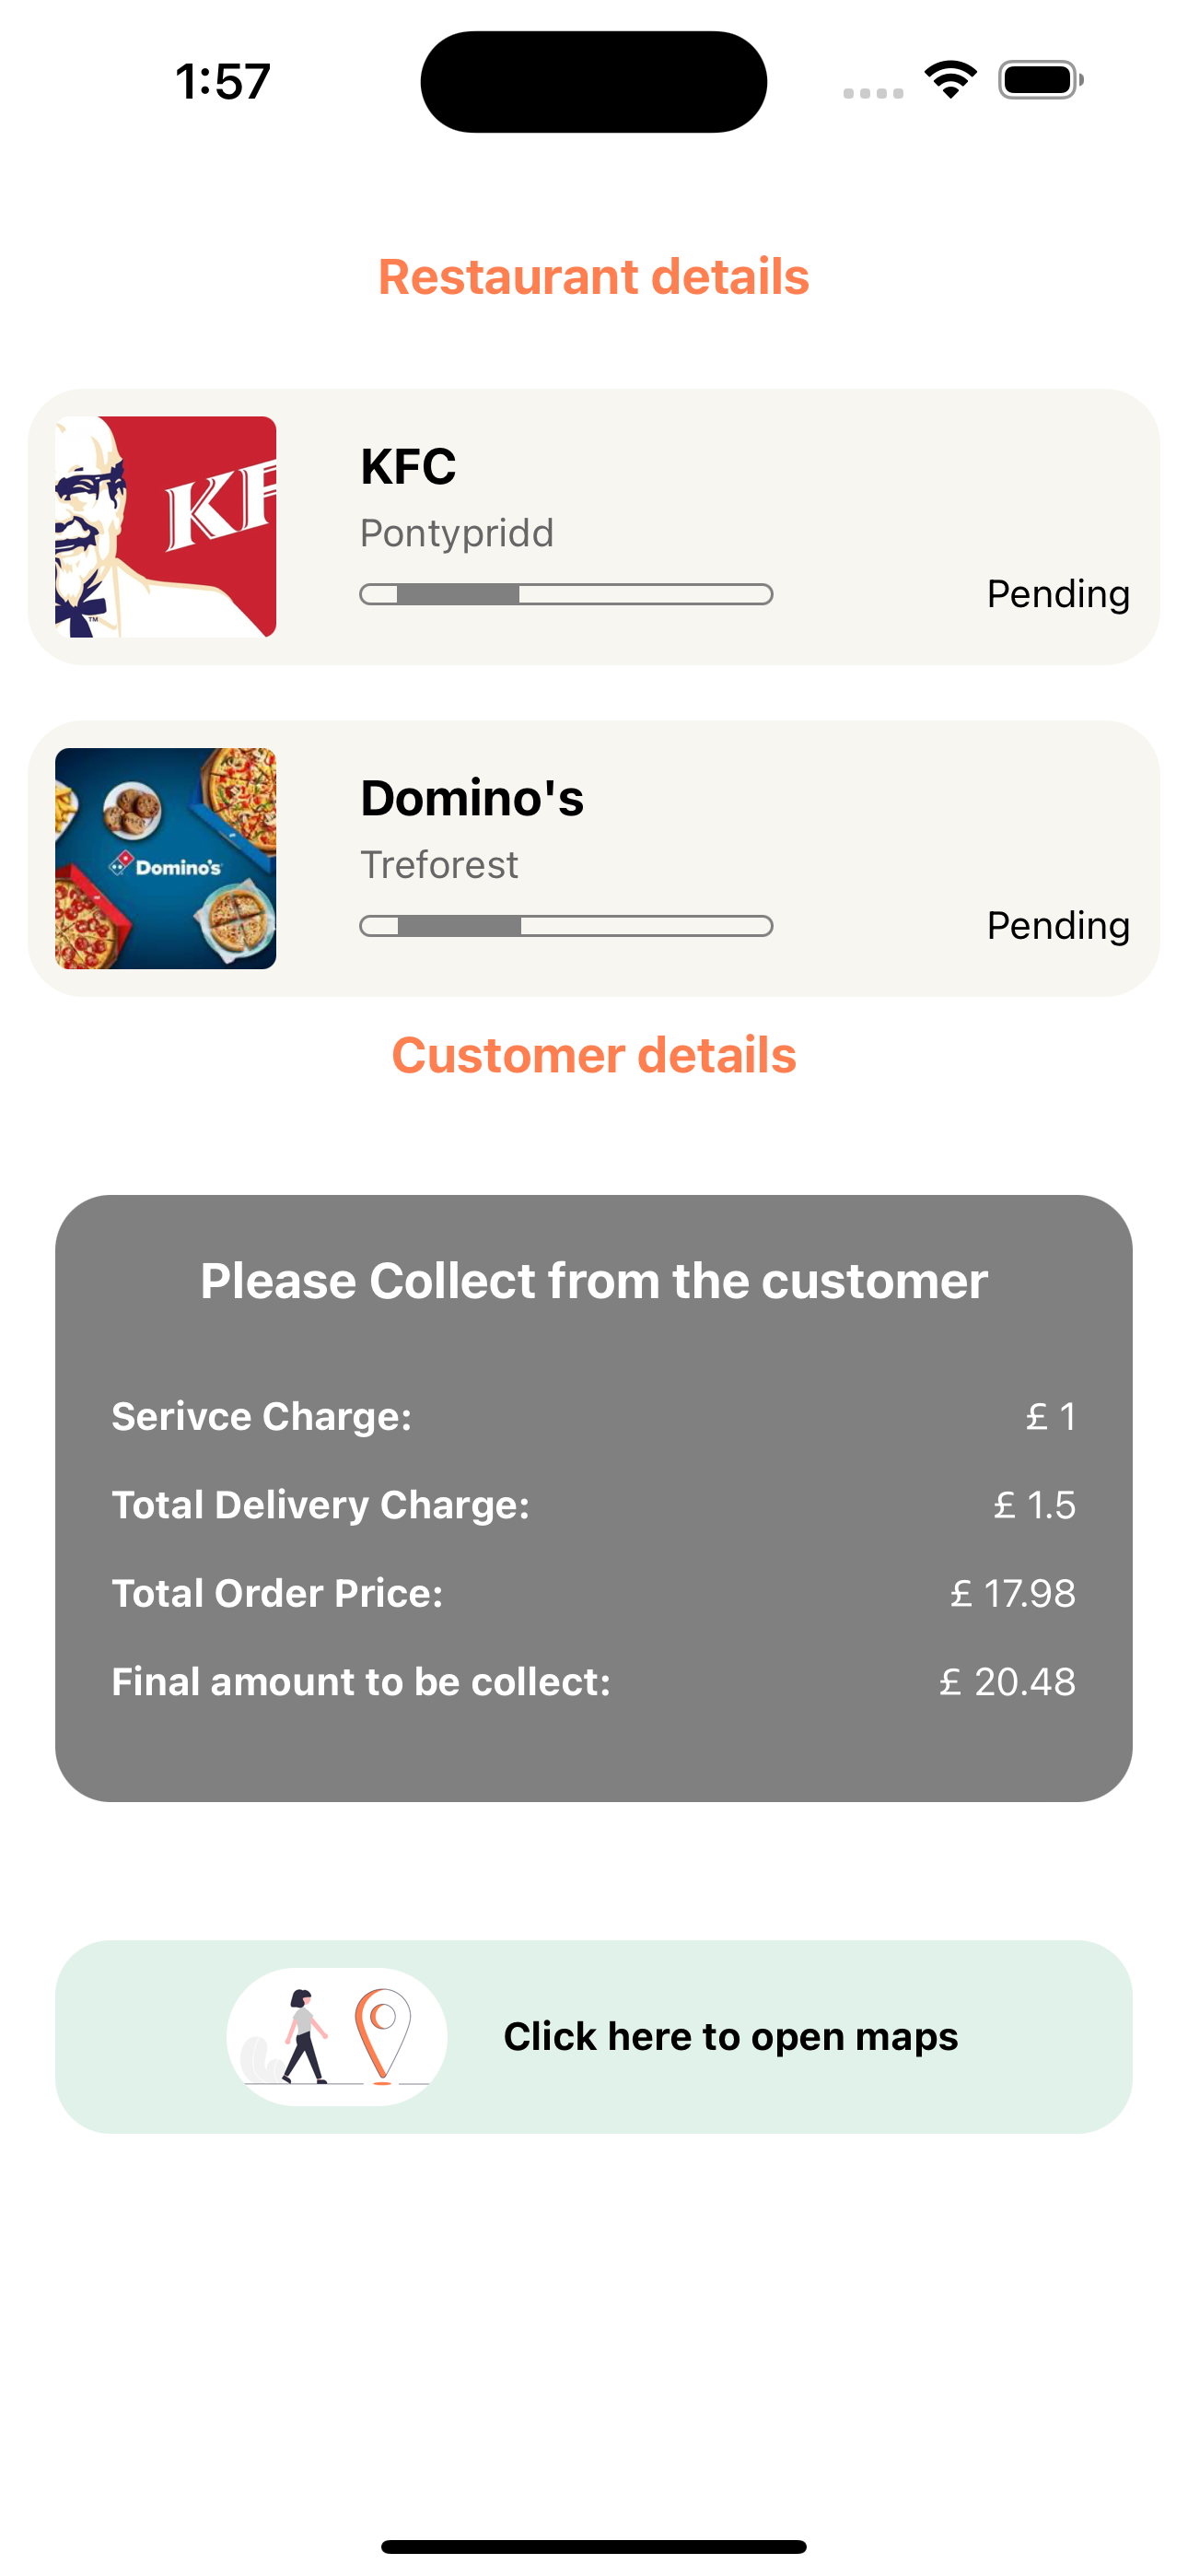 1:57
Restaurant details
KF
™
KFC
Pontypridd
Pending
Domino's
Domino's
Treforest
Pending
Customer details
Please Collect from the customer
Serivce Charge: £ 1
Total Delivery Charge: £ 1.5
Total Order Price: £ 17.98
Final amount to be collect: £ 20.48
Click here to open maps